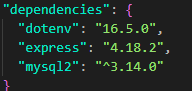 "dependencies": {
"dotenv": "16.5.0",
"express": "4.18.2",
"mysql2": "^3.14.0"
}